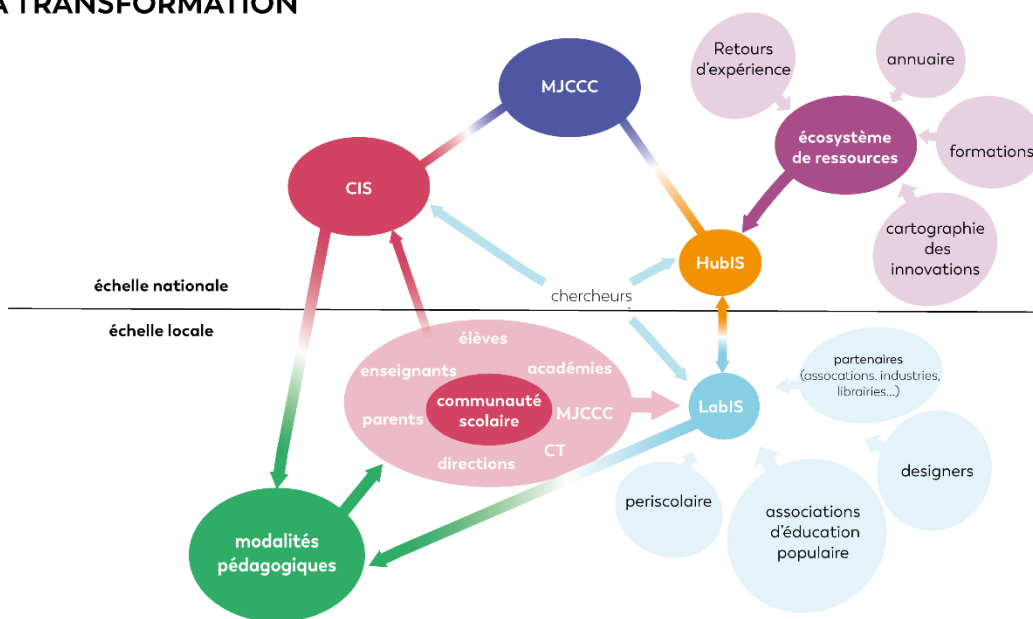 A TRANSFORMATION
MJCCC
Retours
d'expérience
annuaire
écosystème
de ressources
formations
CIS
cartographie
des
innovations
HubIS
échelle nationale
chercheurs
échelle locale
élèves
enseignants
académies
communauté
scolaire
parents
MJCCC
CT
directions
LabIS
partenaires
(assocations, industries,
librairies...)
designers
periscolaire
associations
d'éducation
populaire
modalités
pédagogiques